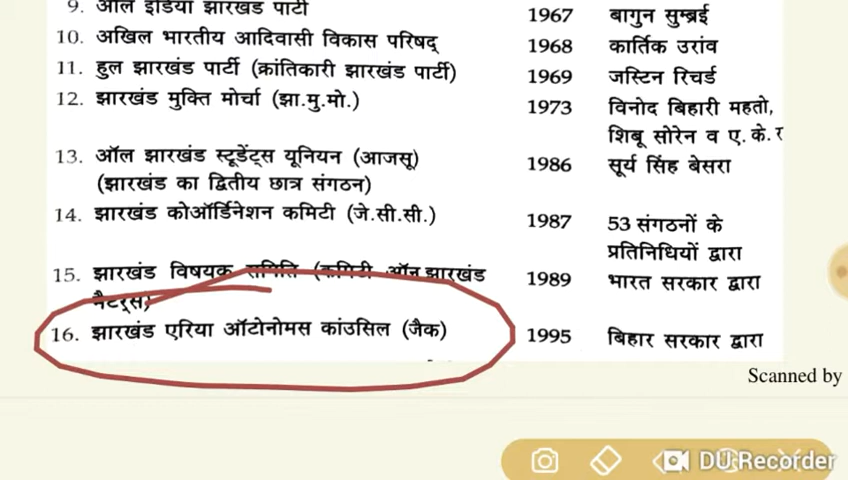 9. ऑल इंडिया झारखंड पार्टी 1967 बागुन सुम्ब्रई
10. अखिल भारतीय आदिवासी विकास परिषद् 1968 कार्तिक उरांव
11. हुल झारखंड पार्टी (क्रांतिकारी झारखंड पार्टी) 1969 जस्टिन रिचर्ड
12. झारखंड मुक्ति मोर्चा (झा.मु.मो.) 1973 विनोद बिहारी महतो,
शिबू सोरेन व ए. के.
13. ऑल झारखंड स्टूडेंट्स यूनियन (आजसू) 1986 सूर्य सिंह बेसरा
(झारखंड का द्वितीय छात्र संगठन)
14. झारखंड कोऑर्डिनेशन कमिटी (जे.सी.सी.) 1987 53 संगठनों के
प्रतिनिधियों द्वारा
15. झारखंड विषयक समिति (कमिटी ऑन झारखंड 1989 भारत सरकार द्वारा
मैटर्स)
16. झारखंड एरिया ऑटोनोमस कांउसिल (जैक) 1995 बिहार सरकार द्वारा
Scanned by
DU Recorder